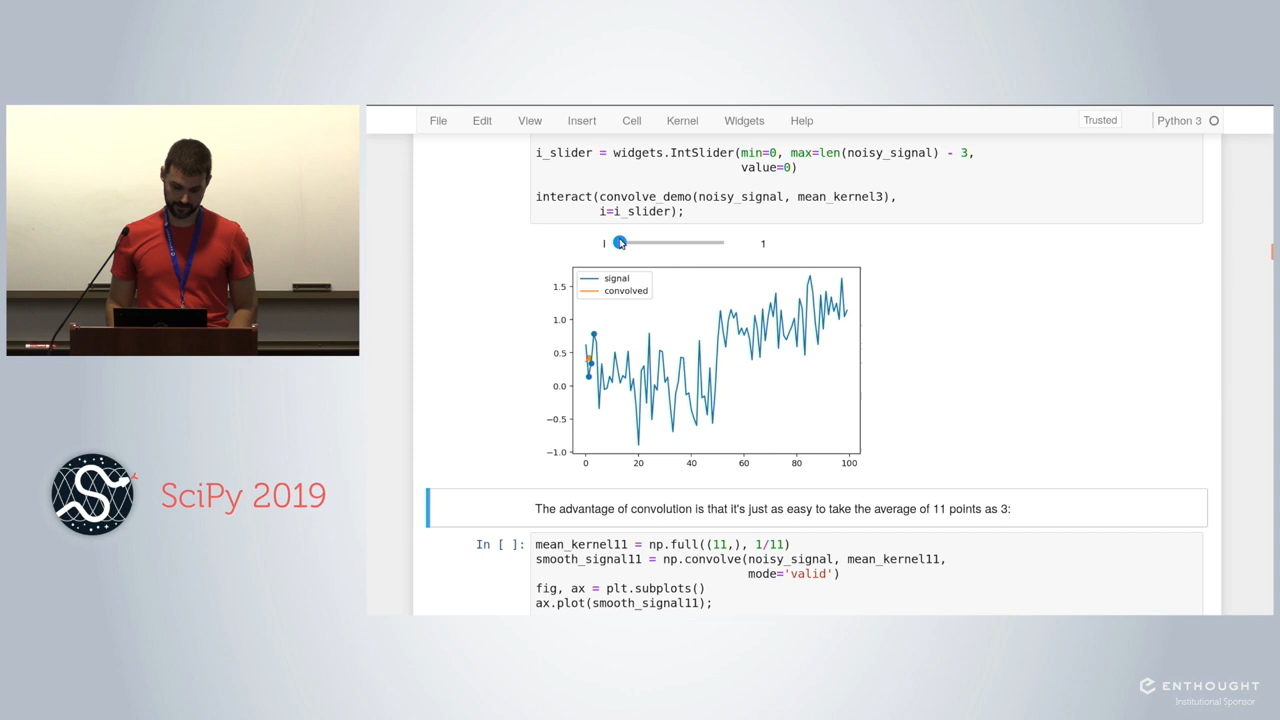 File Edit View Insert Cell Kernel Widgets Help Trusted Python 3
i_slider = widgets.IntSlider(min=0, max=len(noisy_signal) - 3,
value=0)
interact(convolve_demo(noisy_signal, mean_kernel3),
i=i_slider);
i 1
signal
convolved
1.5
1.0
0.5
0.0
−0.5
−1.0
0 20 40 60 80 100
The advantage of convolution is that it's just as easy to take the average of 11 points as 3:
In [ ]: mean_kernel11 = np.full((11,), 1/11)
smooth_signal11 = np.convolve(noisy_signal, mean_kernel11,
mode='valid')
fig, ax = plt.subplots()
ax.plot(smooth_signal11);
SciPy 2019
ENTHOUGHT
Institutional Sponsor